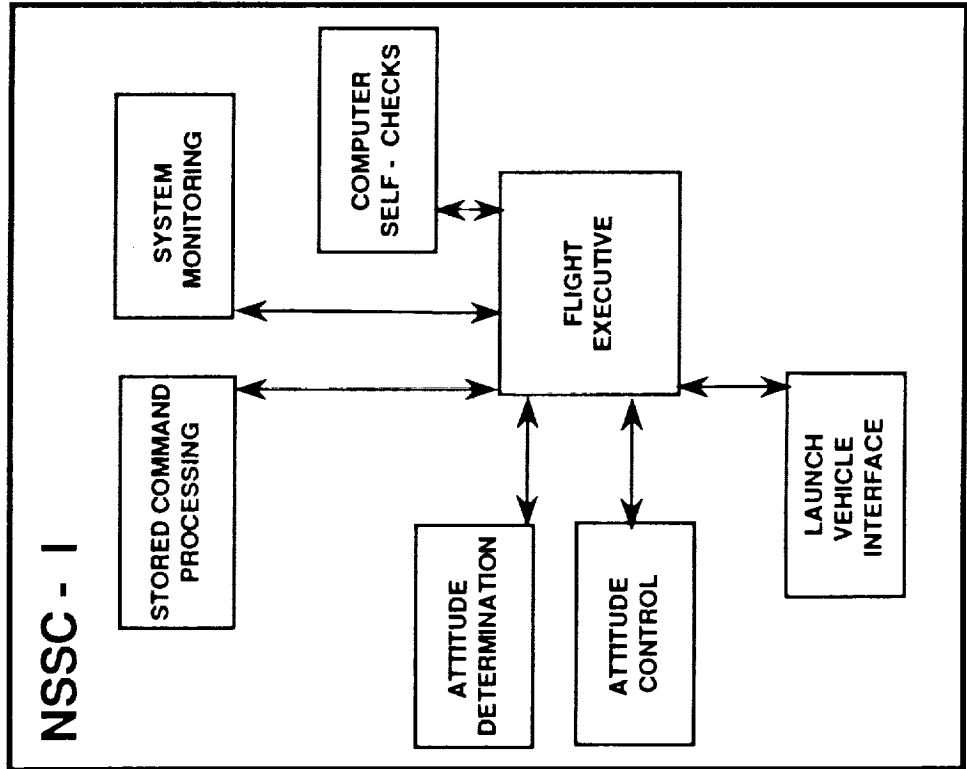 NSSC - I
STORED COMMAND
PROCESSING
SYSTEM
MONITORING
COMPUTER
SELF - CHECKS
ATTITUDE
DETERMINATION
FLIGHT
EXECUTIVE
ATTITUDE
CONTROL
LAUNCH
VEHICLE
INTERFACE